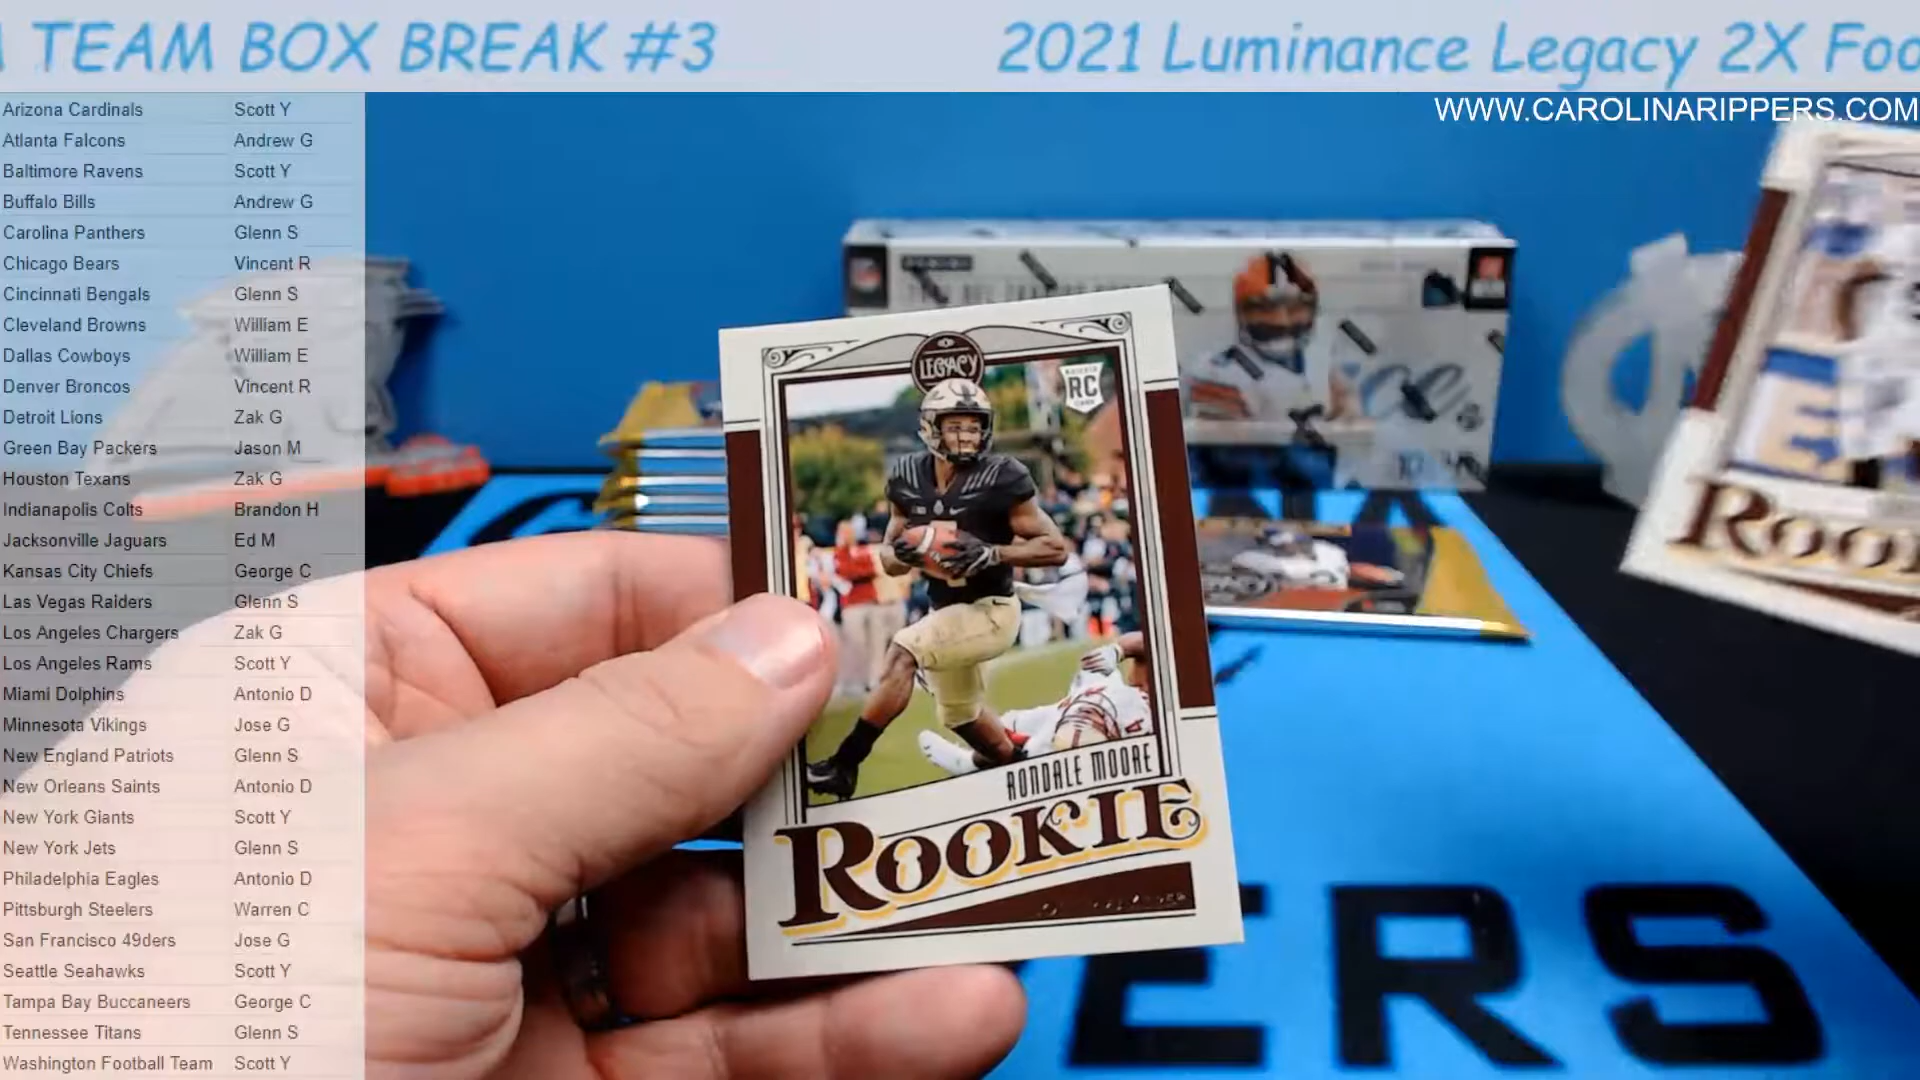 TEAM BOX BREAK #3
2021 Luminance Legacy 2X Foo
WWW.CAROLINARIPPERS.COM
Arizona Cardinals Scott Y
Atlanta Falcons Andrew G
Baltimore Ravens Scott Y
Buffalo Bills Andrew G
Carolina Panthers Glenn S
Chicago Bears Vincent R
Cincinnati Bengals Glenn S
Cleveland Browns William E
Dallas Cowboys William E
Denver Broncos Vincent R
Detroit Lions Zak G
Green Bay Packers Jason M
Houston Texans Zak G
Indianapolis Colts Brandon H
Jacksonville Jaguars Ed M
Kansas City Chiefs George C
Las Vegas Raiders Glenn S
Los Angeles Chargers Zak G
Los Angeles Rams Scott Y
Miami Dolphins Antonio D
Minnesota Vikings Jose G
New England Patriots Glenn S
New Orleans Saints Antonio D
New York Giants Scott Y
New York Jets Glenn S
Philadelphia Eagles Antonio D
Pittsburgh Steelers Warren C
San Francisco 49ders Jose G
Seattle Seahawks Scott Y
Tampa Bay Buccaneers George C
Tennessee Titans Glenn S
Washington Football Team Scott Y
LEGACY
RC
RONDALE MOORE
ROOKIE
ROO
ERS